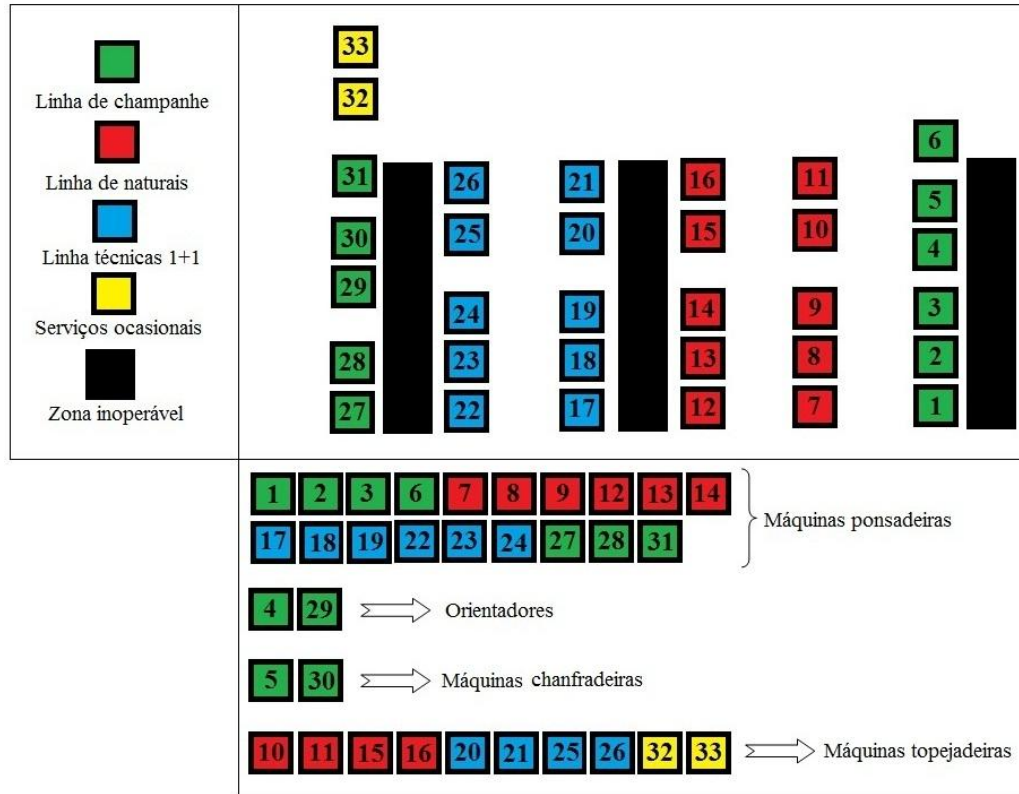 Linha de champanhe
Linha de naturais
Linha técnicas 1+1
Serviços ocasionais
Zona inoperável
33
32
6
31 26 21 16 11 5
30 25 20 15 10 4
29
24 19 14 9 3
28 23 18 13 8 2
27 22 17 12 7 1
1 2 3 6 7 8 9 12 13 14
17 18 19 22 23 24 27 28 31
Máquinas ponsadeiras
4 29 Orientadores
5 30 Máquinas chanfradeiras
10 11 15 16 20 21 25 26 32 33 Máquinas topejadeiras